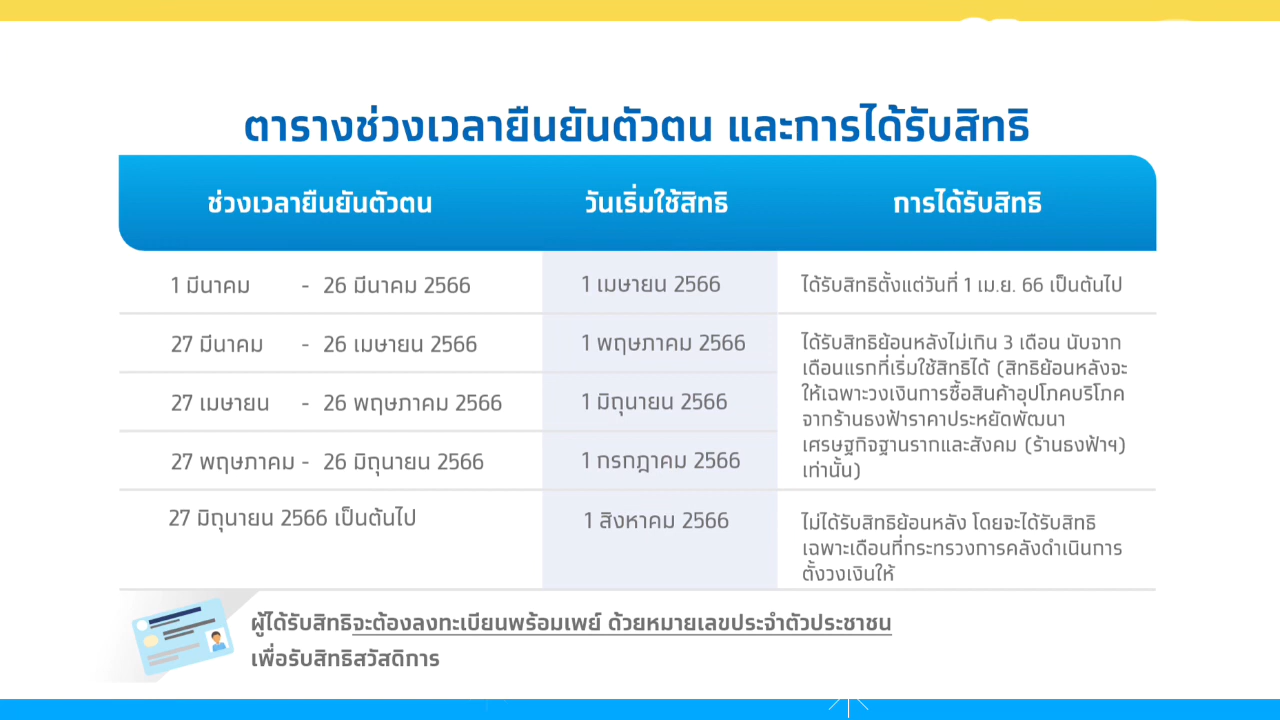 ตารางช่วงเวลายืนยันตัวตน และการได้รับสิทธิ
ช่วงเวลายืนยันตัวตน วันเริ่มใช้สิทธิ การได้รับสิทธิ
1 มีนาคม - 26 มีนาคม 2566 1 เมษายน 2566 ได้รับสิทธิตั้งแต่วันที่ 1 เม.ย. 66 เป็นต้นไป
27 มีนาคม - 26 เมษายน 2566 1 พฤษภาคม 2566
27 เมษายน - 26 พฤษภาคม 2566 1 มิถุนายน 2566
27 พฤษภาคม - 26 มิถุนายน 2566 1 กรกฎาคม 2566
ได้รับสิทธิย้อนหลังไม่เกิน 3 เดือน นับจาก
เดือนแรกที่เริ่มใช้สิทธิได้ (สิทธิย้อนหลังจะ
ให้เฉพาะวงเงินการซื้อสินค้าอุปโภคบริโภค
จากร้านธงฟ้าราคาประหยัดพัฒนา
เศรษฐกิจฐานรากและสังคม (ร้านธงฟ้าฯ)
เท่านั้น)
27 มิถุนายน 2566 เป็นต้นไป 1 สิงหาคม 2566
ไม่ได้รับสิทธิย้อนหลัง โดยจะได้รับสิทธิ
เฉพาะเดือนที่กระทรวงการคลังดำเนินการ
ตั้งวงเงินให้
ผู้ได้รับสิทธิจะต้องลงทะเบียนพร้อมเพย์ ด้วยหมายเลขประจำตัวประชาชน
เพื่อรับสิทธิสวัสดิการ